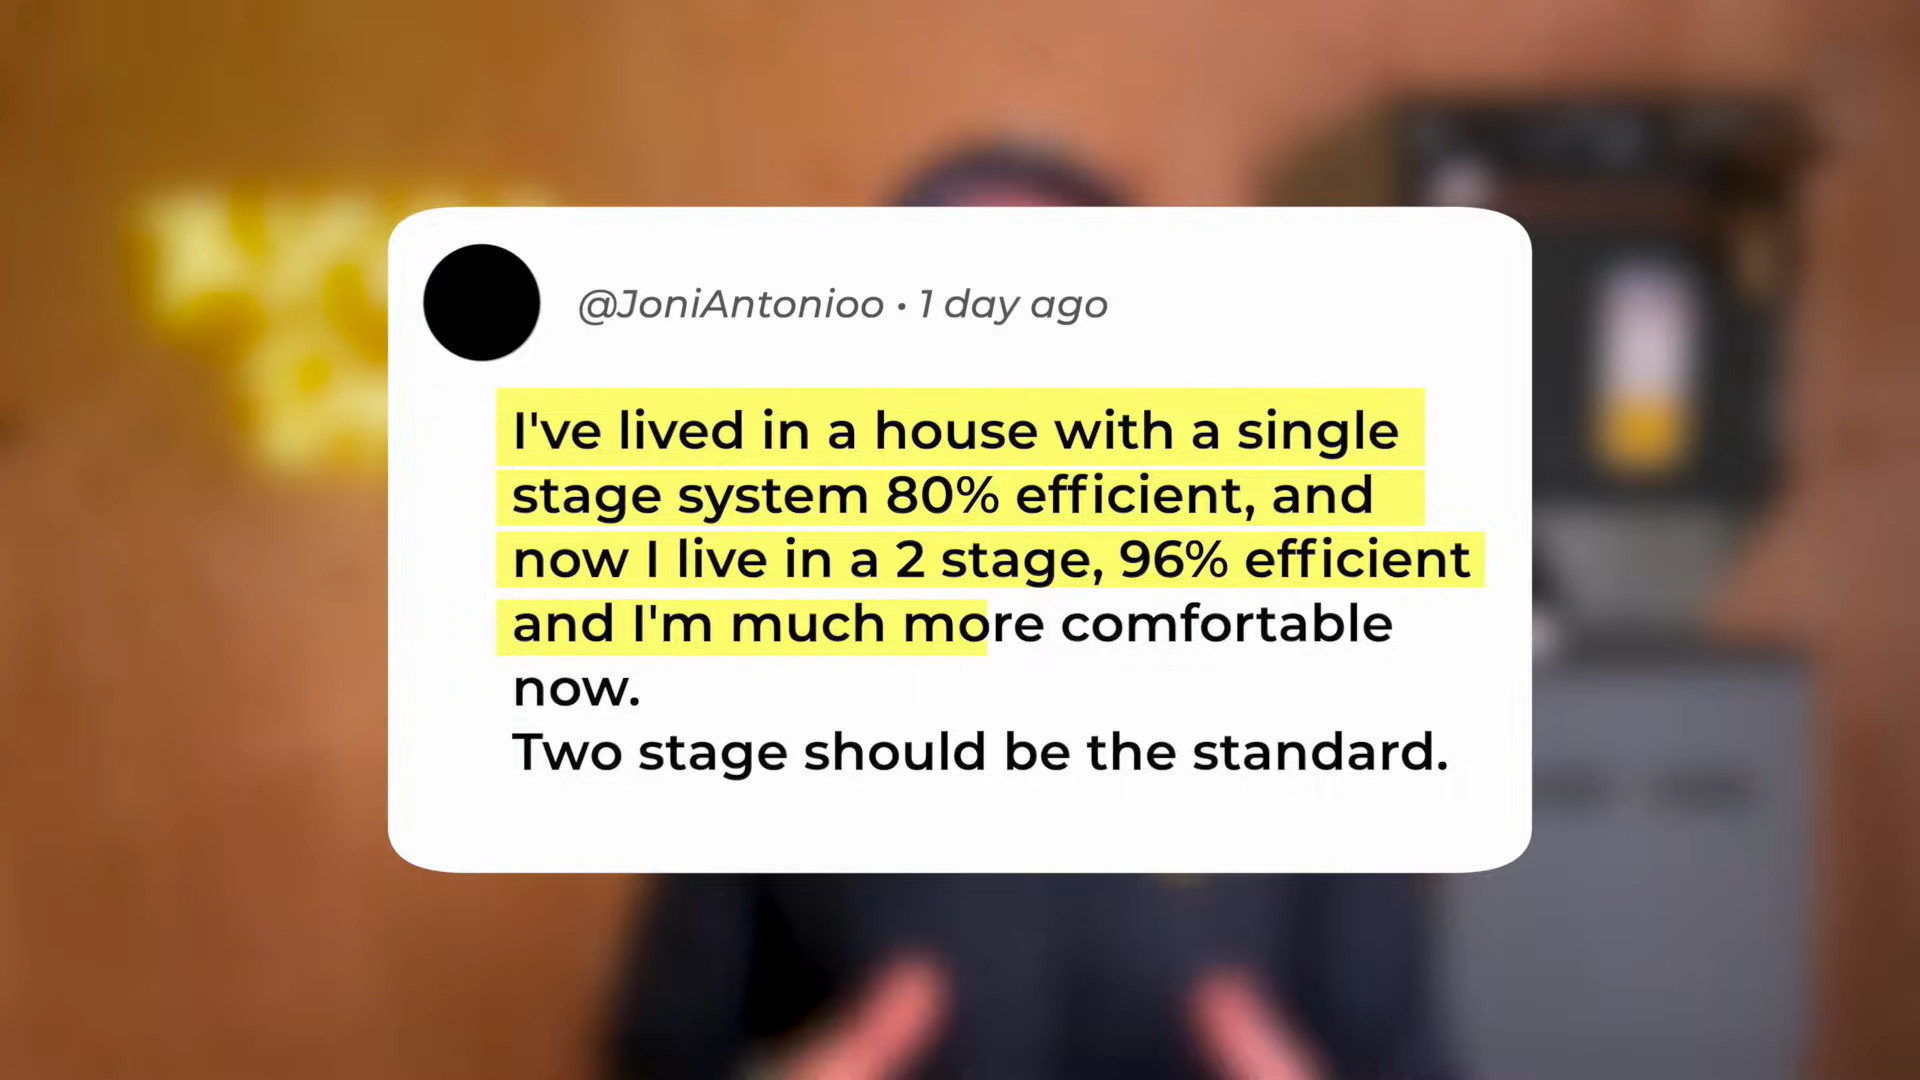 @JoniAntonioo • 1 day ago
I've lived in a house with a single
stage system 80% efficient, and
now I live in a 2 stage, 96% efficient
and I'm much more comfortable
now.
Two stage should be the standard.